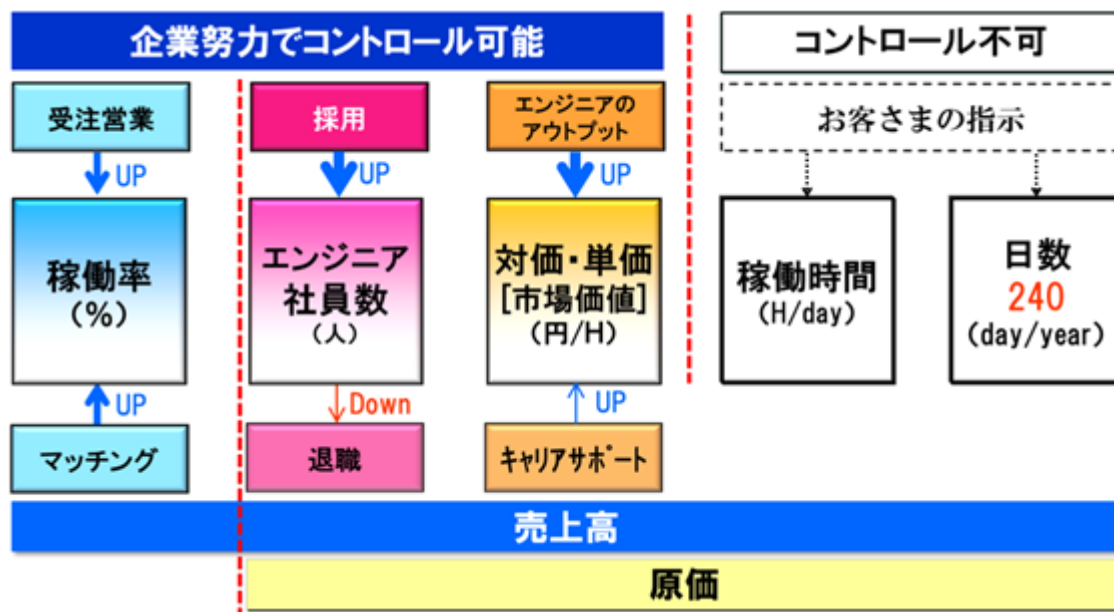 企業努力でコントロール可能
コントロール不可
受注営業
採用
エンジニアの
アウトプット
お客さまの指示
UP
UP
UP
稼働率
(%)
エンジニア
社員数
(人)
対価・単価
[市場価値]
(円/H)
稼働時間
(H/day)
日数
240
(day/year)
UP
Down
UP
マッチング
退職
キャリアサポート
売上高
原価